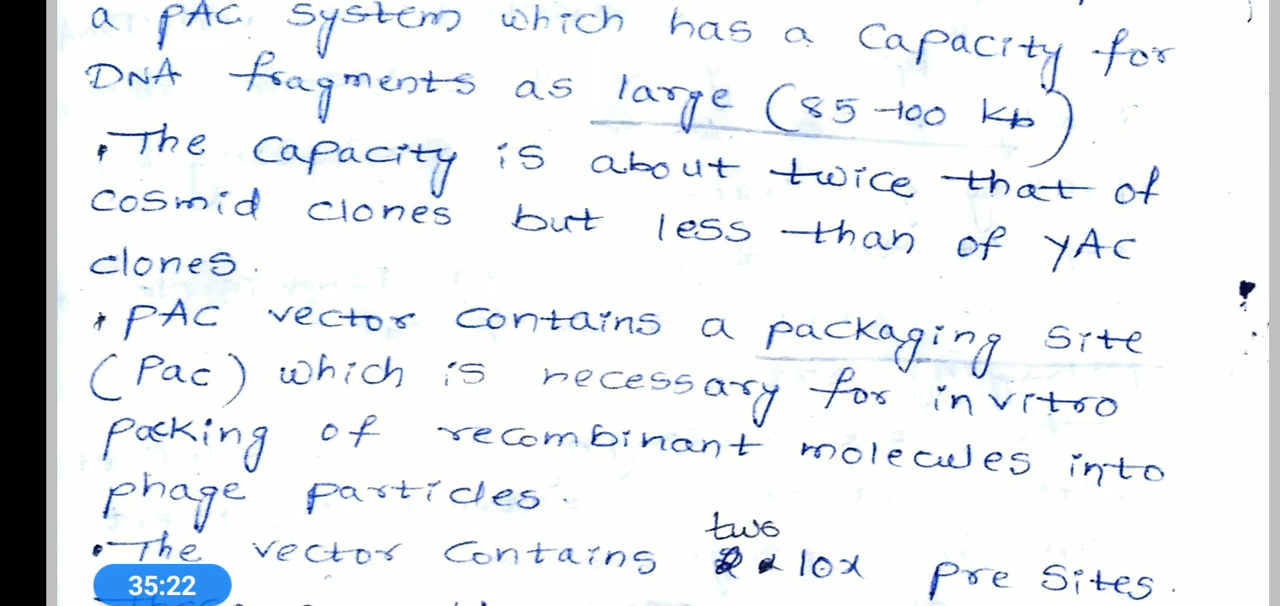 a PAC system which has a capacity for
DNA fragments as large (85-100 kb)
• The capacity is about twice that of
cosmid clones but less than of YAC
clones.
• PAC vector contains a packaging site
(Pac) which is necessary for invitro
packing of recombinant molecules into
phage particles.
two
• The vector contains lox pre sites.
35:22